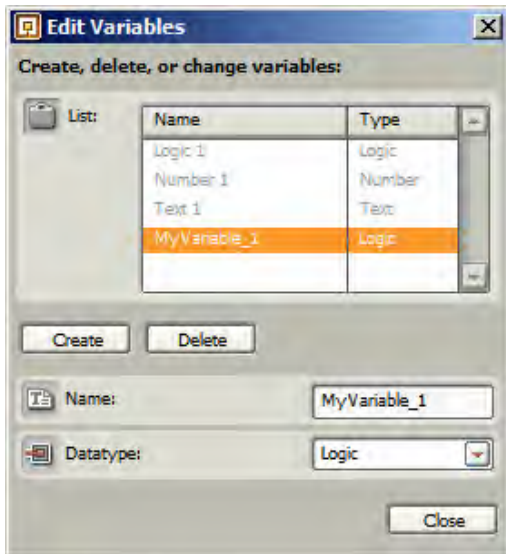 Edit Variables
Create, delete, or change variables:
List:
Name Type
Logic 1 Logic
Number 1 Number
Text 1 Text
MyVariable_1 Logic
Create Delete
Name: MyVariable_1
Datatype: Logic
Close